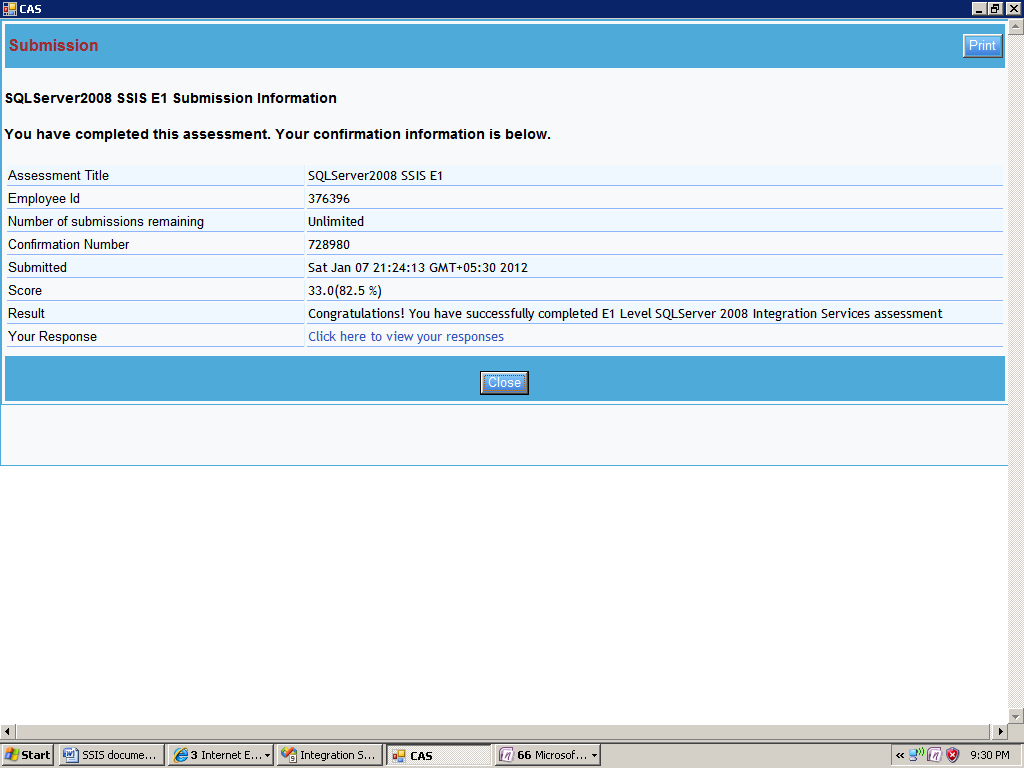 CAS
Submission
Print
SQLServer2008 SSIS E1 Submission Information
You have completed this assessment. Your confirmation information is below.
Assessment Title SQLServer2008 SSIS E1
Employee Id 376396
Number of submissions remaining Unlimited
Confirmation Number 728980
Submitted Sat Jan 07 21:24:13 GMT+05:30 2012
Score 33.0(82.5 %)
Result Congratulations! You have successfully completed E1 Level SQLServer 2008 Integration Services assessment
Your Response Click here to view your responses
Close
Start SSIS docume... 3 Internet E... Integration S... CAS 66 Microsof... « 9:30 PM